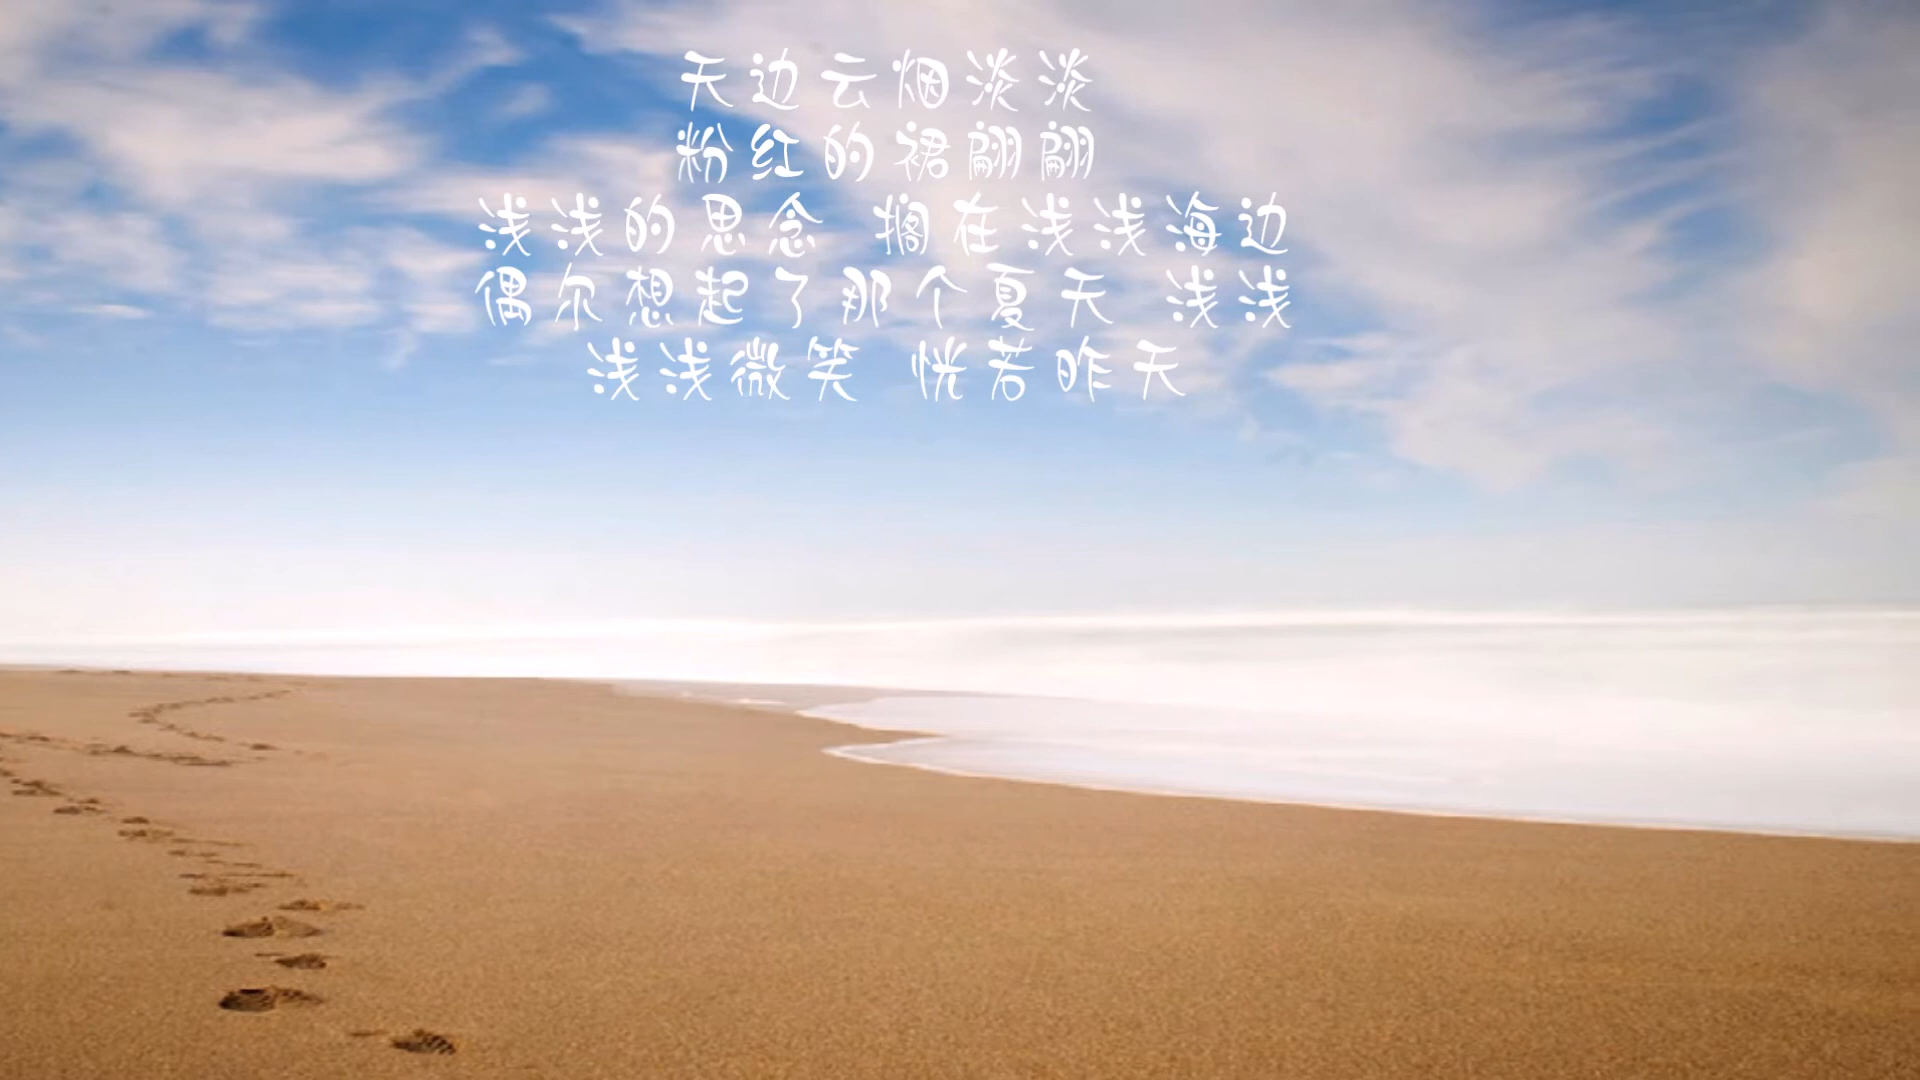 天边云烟淡淡
粉红的裙翩翩
浅浅的思念 搁在浅浅海边
偶尔想起了那个夏天 浅浅
浅浅微笑 恍若昨天